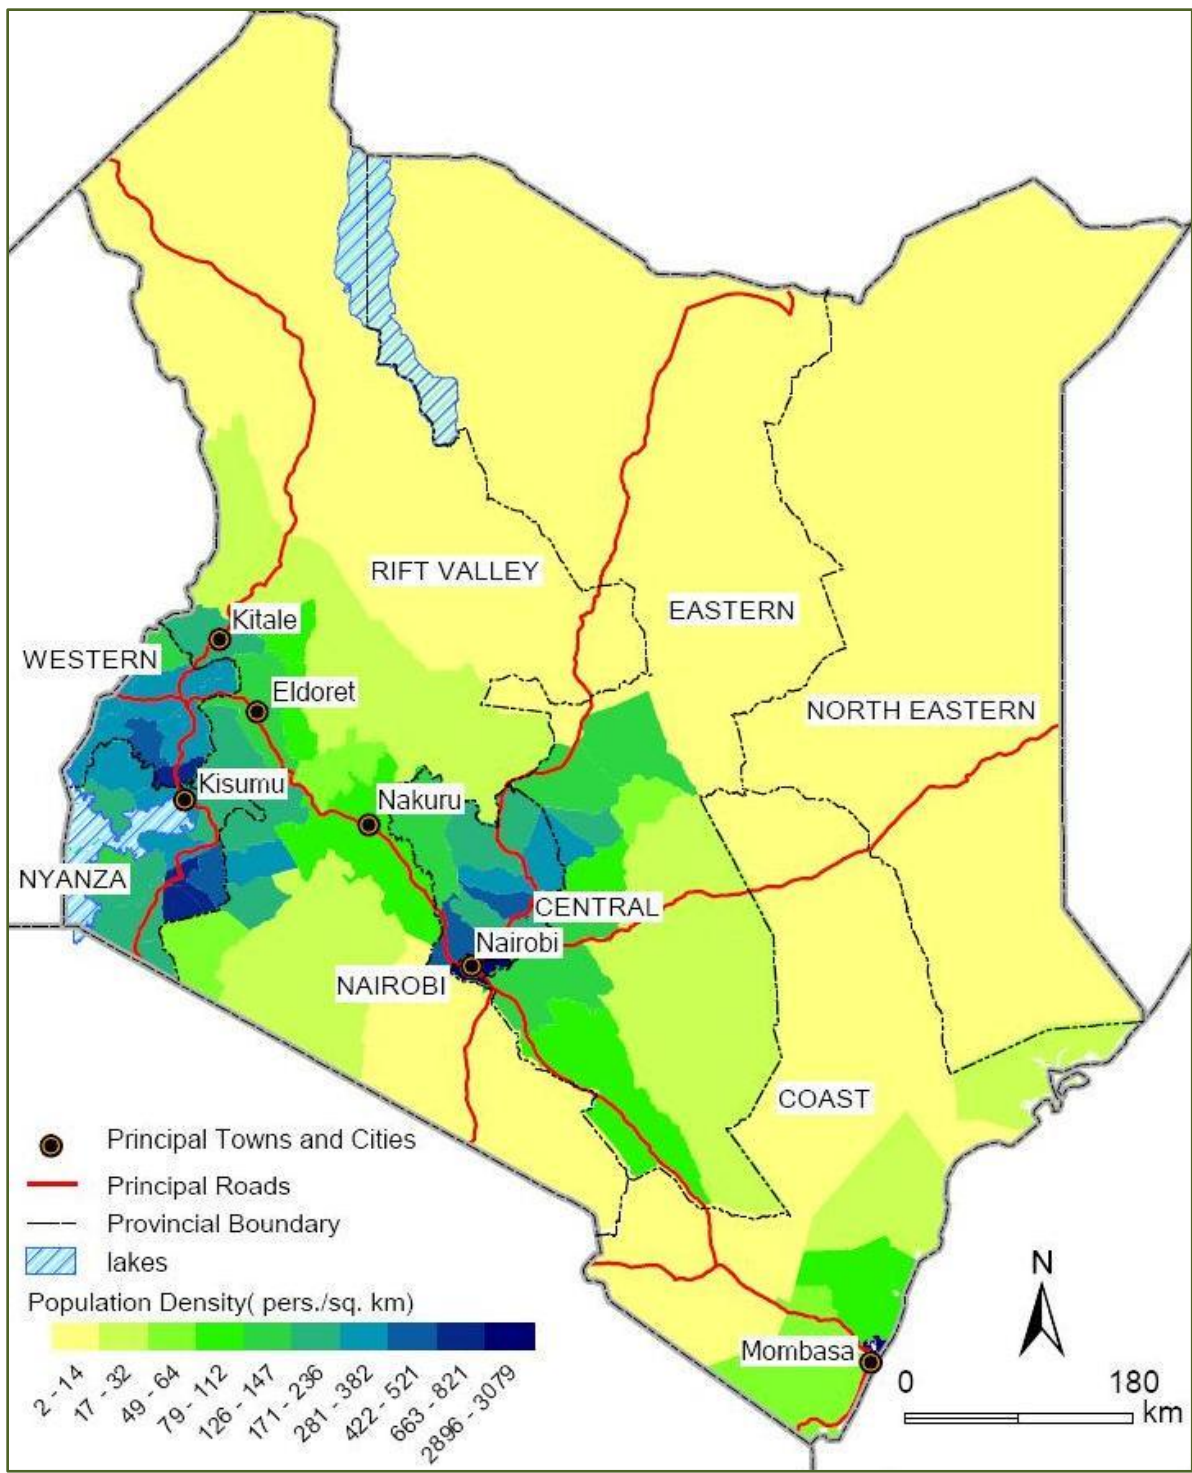 RIFT VALLEY
EASTERN
Kitale
WESTERN
Eldoret
NORTH EASTERN
Kisumu
Nakuru
NYANZA
CENTRAL
Nairobi
NAIROBI
COAST
Principal Towns and Cities
Principal Roads
Provincial Boundary
lakes
Population Density( pers./sq. km)
2 - 14
17 - 32
49 - 64
79 - 112
126 - 147
171 - 236
281 - 382
422 - 521
663 - 821
2896 - 3079
N
Mombasa
0 180
km